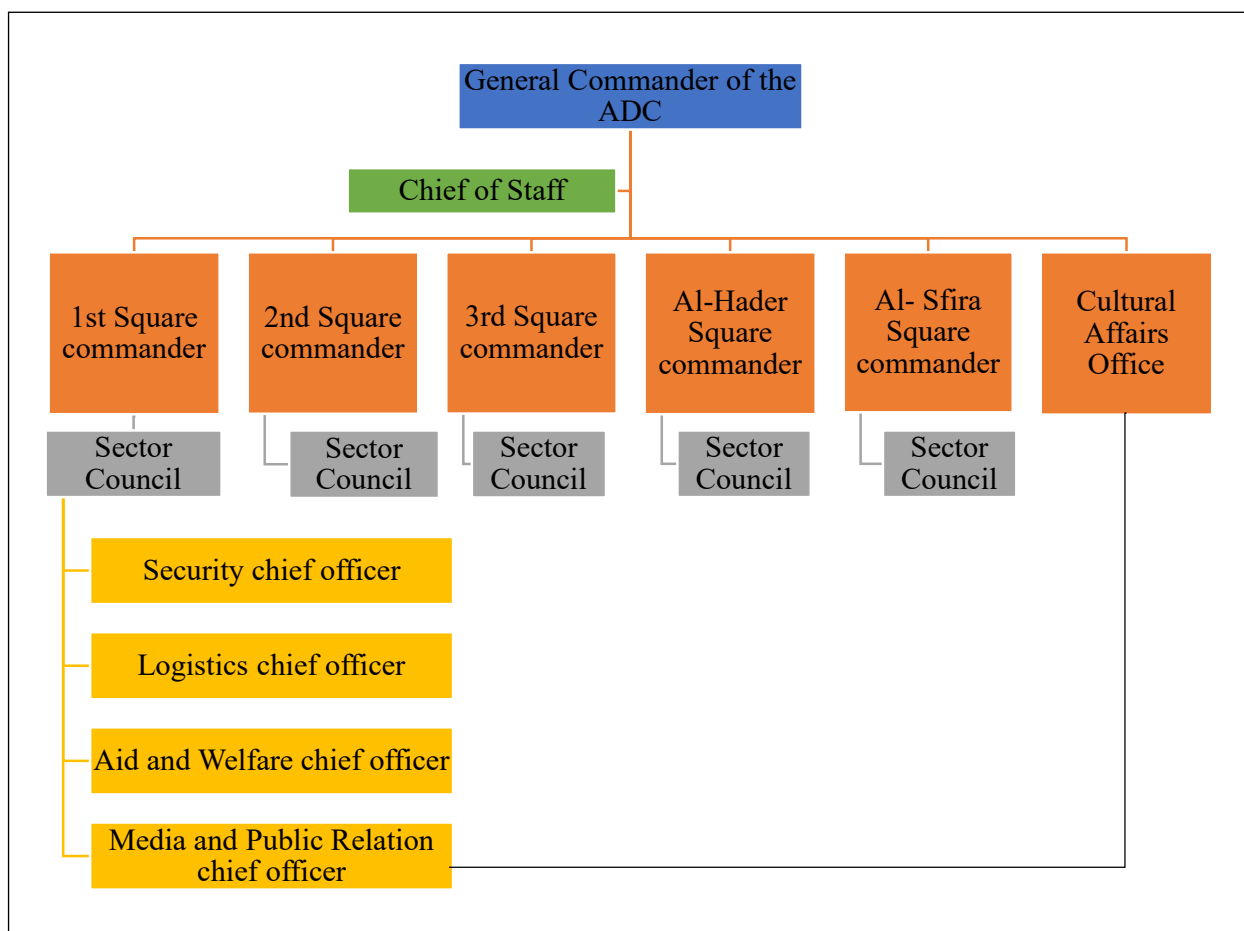 General Commander of the
ADC
Chief of Staff
1st Square
commander
2nd Square
commander
3rd Square
commander
Al-Hader
Square
commander
Al- Sfira
Square
commander
Cultural
Affairs
Office
Sector
Council
Sector
Council
Sector
Council
Sector
Council
Sector
Council
Security chief officer
Logistics chief officer
Aid and Welfare chief officer
Media and Public Relation
chief officer